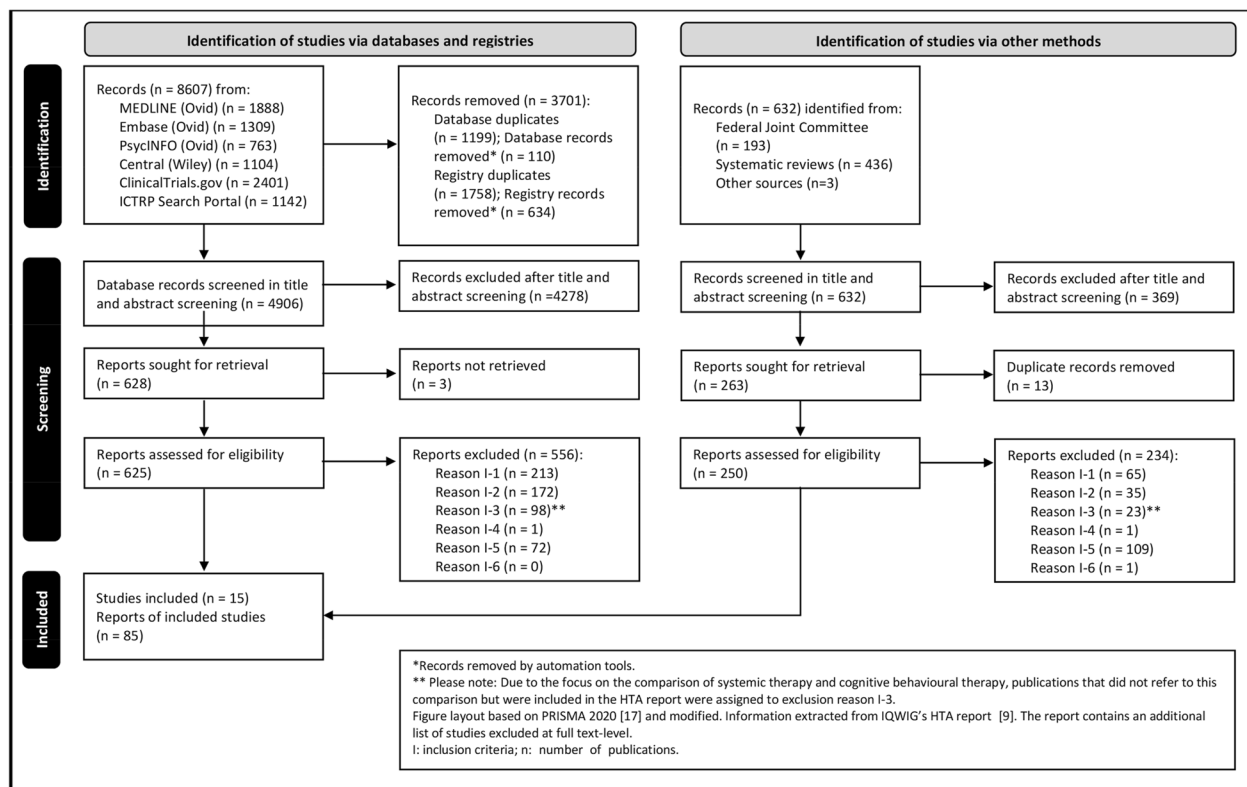 Identification of studies via databases and registries
Identification of studies via other methods
Identification
Records (n = 8607) from:
MEDLINE (Ovid) (n = 1888)
Embase (Ovid) (n = 1309)
PsycINFO (Ovid) (n = 763)
Central (Wiley) (n = 1104)
ClinicalTrials.gov (n = 2401)
ICTRP Search Portal (n = 1142)
Records removed (n = 3701):
Database duplicates
(n = 1199); Database records
removed* (n = 110)
Registry duplicates
(n = 1758); Registry records
removed* (n = 634)
Records (n = 632) identified from:
Federal Joint Committee
(n = 193)
Systematic reviews (n = 436)
Other sources (n=3)
Screening
Database records screened in title
and abstract screening (n = 4906)
Records excluded after title and
abstract screening (n =4278)
Records screened in title and
abstract screening (n = 632)
Records excluded after title and
abstract screening (n = 369)
Reports sought for retrieval
(n = 628)
Reports not retrieved
(n = 3)
Reports sought for retrieval
(n = 263)
Duplicate records removed
(n = 13)
Reports assessed for eligibility
(n = 625)
Reports excluded (n = 556):
Reason I-1 (n = 213)
Reason I-2 (n = 172)
Reason I-3 (n = 98)**
Reason I-4 (n = 1)
Reason I-5 (n = 72)
Reason I-6 (n = 0)
Reports assessed for eligibility
(n = 250)
Reports excluded (n = 234):
Reason I-1 (n = 65)
Reason I-2 (n = 35)
Reason I-3 (n = 23)**
Reason I-4 (n = 1)
Reason I-5 (n = 109)
Reason I-6 (n = 1)
Included
Studies included (n = 15)
Reports of included studies
(n = 85)
*Records removed by automation tools.
** Please note: Due to the focus on the comparison of systemic therapy and cognitive behavioural therapy, publications that did not refer to this
comparison but were included in the HTA report were assigned to exclusion reason I-3.
Figure layout based on PRISMA 2020 [17] and modified. Information extracted from IQWIG's HTA report [9]. The report contains an additional
list of studies excluded at full text-level.
I: inclusion criteria; n: number of publications.